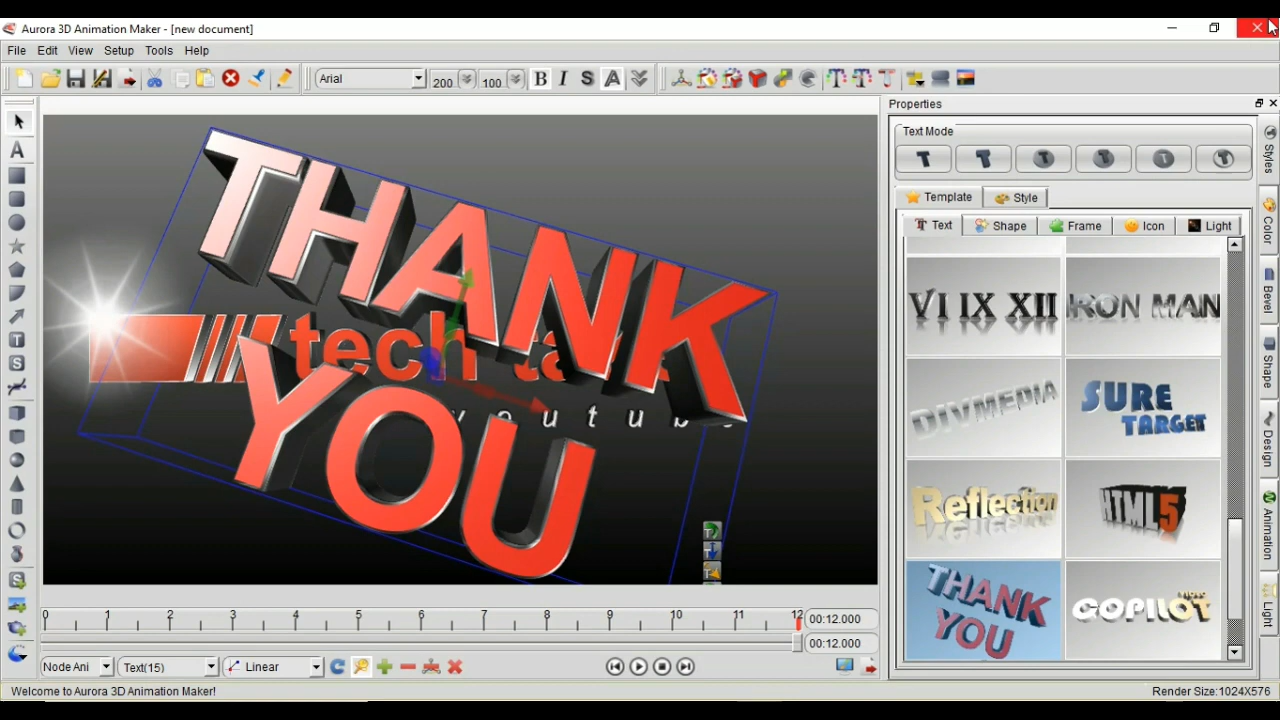 Aurora 3D Animation Maker - [new document]
File Edit View Setup Tools Help
Arial 200 100 B I S A
Properties
Text Mode
Template Style
Text Shape Frame Icon Light
THANK
YOU
tech
VI IX XII
IRON MAN
DIVMEDIA
SURE
TARGET
Reflection
HTML5
THANK
YOU
COPILOT
Styles
Color
Bevel
Shape
Design
Animation
Light
0 1 2 3 4 5 6 7 8 9 10 11 12
00:12.000
00:12.000
Node Ani Text(15) Linear
Welcome to Aurora 3D Animation Maker! Render Size:1024X576